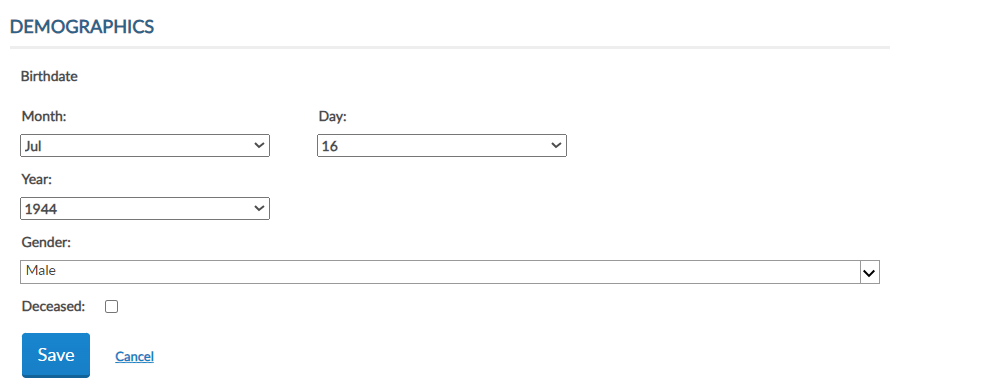 DEMOGRAPHICS
Birthdate
Month: Day:
Jul 16
Year:
1944
Gender:
Male
Deceased:
Save Cancel